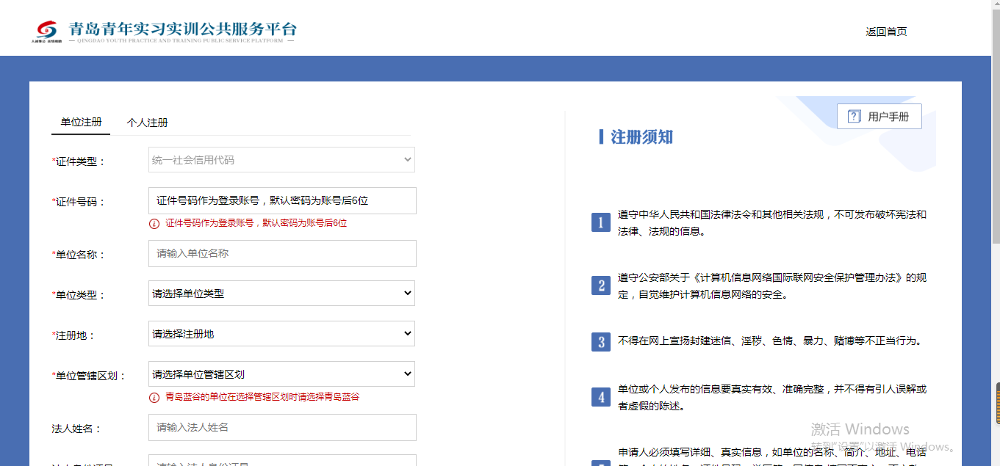 青岛青年实习实训公共服务平台
QINGDAO YOUTH PRACTICE AND TRAINING PUBLIC SERVICE PLATFORM
返回首页
单位注册 个人注册
*证件类型： 统一社会信用代码
*证件号码： 证件号码作为登录账号，默认密码为账号后6位
证件号码作为登录账号，默认密码为账号后6位
*单位名称： 请输入单位名称
*单位类型： 请选择单位类型
*注册地： 请选择注册地
*单位管辖区划： 请选择单位管辖区划
青岛蓝谷的单位在选择管辖区划时请选择青岛蓝谷
法人姓名： 请输入法人姓名
用户手册
注册须知
1 遵守中华人民共和国法律法令和其他相关法规，不可发布破坏宪法和
法律、法规的信息。
2 遵守公安部关于《计算机信息网络国际联网安全保护管理办法》的规
定，自觉维护计算机信息网络的安全。
3 不得在网上宣扬封建迷信、淫秽、色情、暴力、赌博等不正当行为。
4 单位或个人发布的信息要真实有效、准确完整，并不得有引人误解或
者虚假的陈述。
申请人必须填写详细、真实信息，如单位的名称、简介、地址、电话
激活 Windows
转到"设置"以激活 Windows。